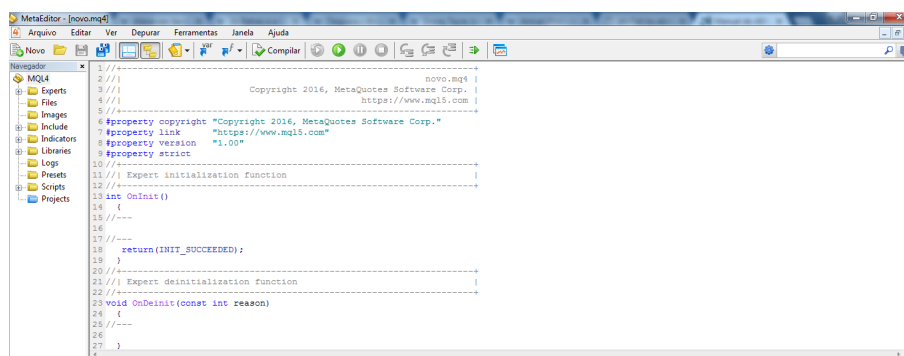 MetaEditor - [novo.mq4]
Arquivo Editar Ver Depurar Ferramentas Janela Ajuda
Novo var f Compilar
Navegador
MQL4
Experts
Files
Images
Include
Indicators
Libraries
Logs
Presets
Scripts
Projects
1 //+------------------------------------------------------------------+
2 //| novo.mq4 |
3 //| Copyright 2016, MetaQuotes Software Corp. |
4 //| https://www.mql5.com |
5 //+------------------------------------------------------------------+
6 #property copyright "Copyright 2016, MetaQuotes Software Corp."
7 #property link "https://www.mql5.com"
8 #property version "1.00"
9 #property strict
10 //+------------------------------------------------------------------+
11 //| Expert initialization function |
12 //+------------------------------------------------------------------+
13 int OnInit()
14 {
15 //---
16
17 //---
18 return(INIT_SUCCEEDED);
19 }
20 //+------------------------------------------------------------------+
21 //| Expert deinitialization function |
22 //+------------------------------------------------------------------+
23 void OnDeinit(const int reason)
24 {
25 //---
26
27 }